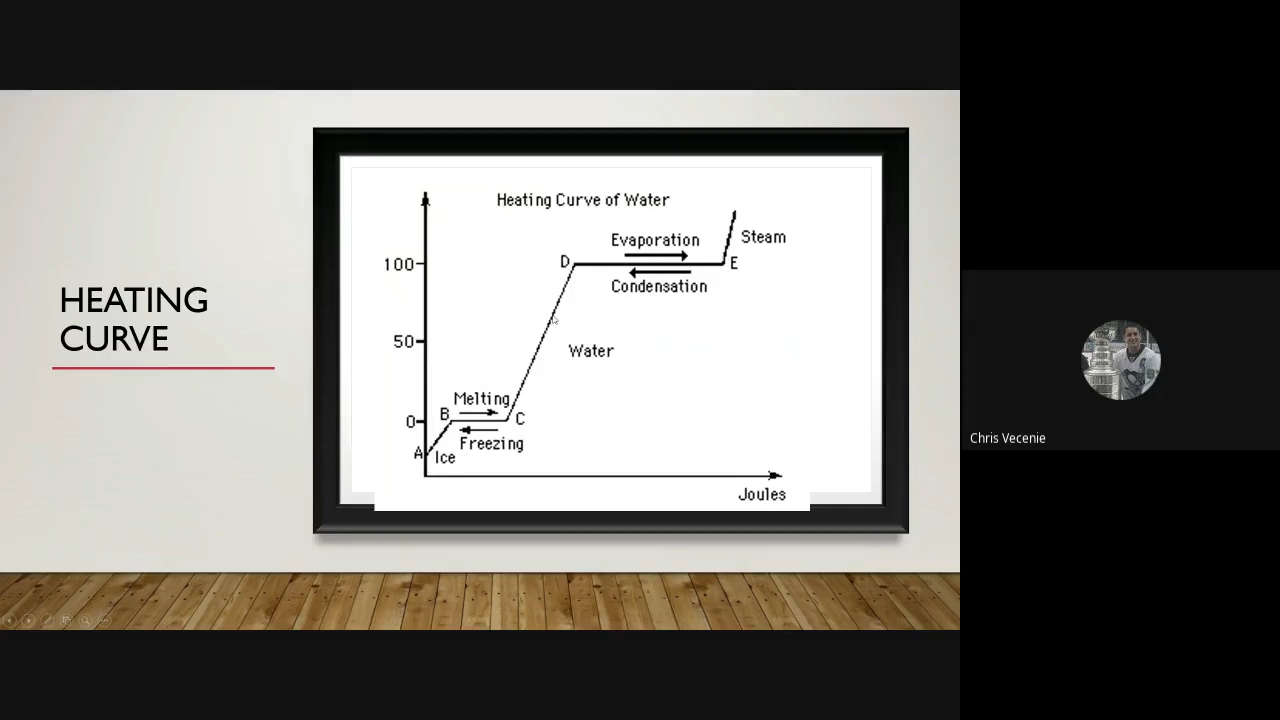 HEATING
CURVE
Heating Curve of Water
Evaporation
Steam
100
D
E
Condensation
50
Water
Melting
B
0
C
Freezing
A
Ice
Joules
Chris Vecenie